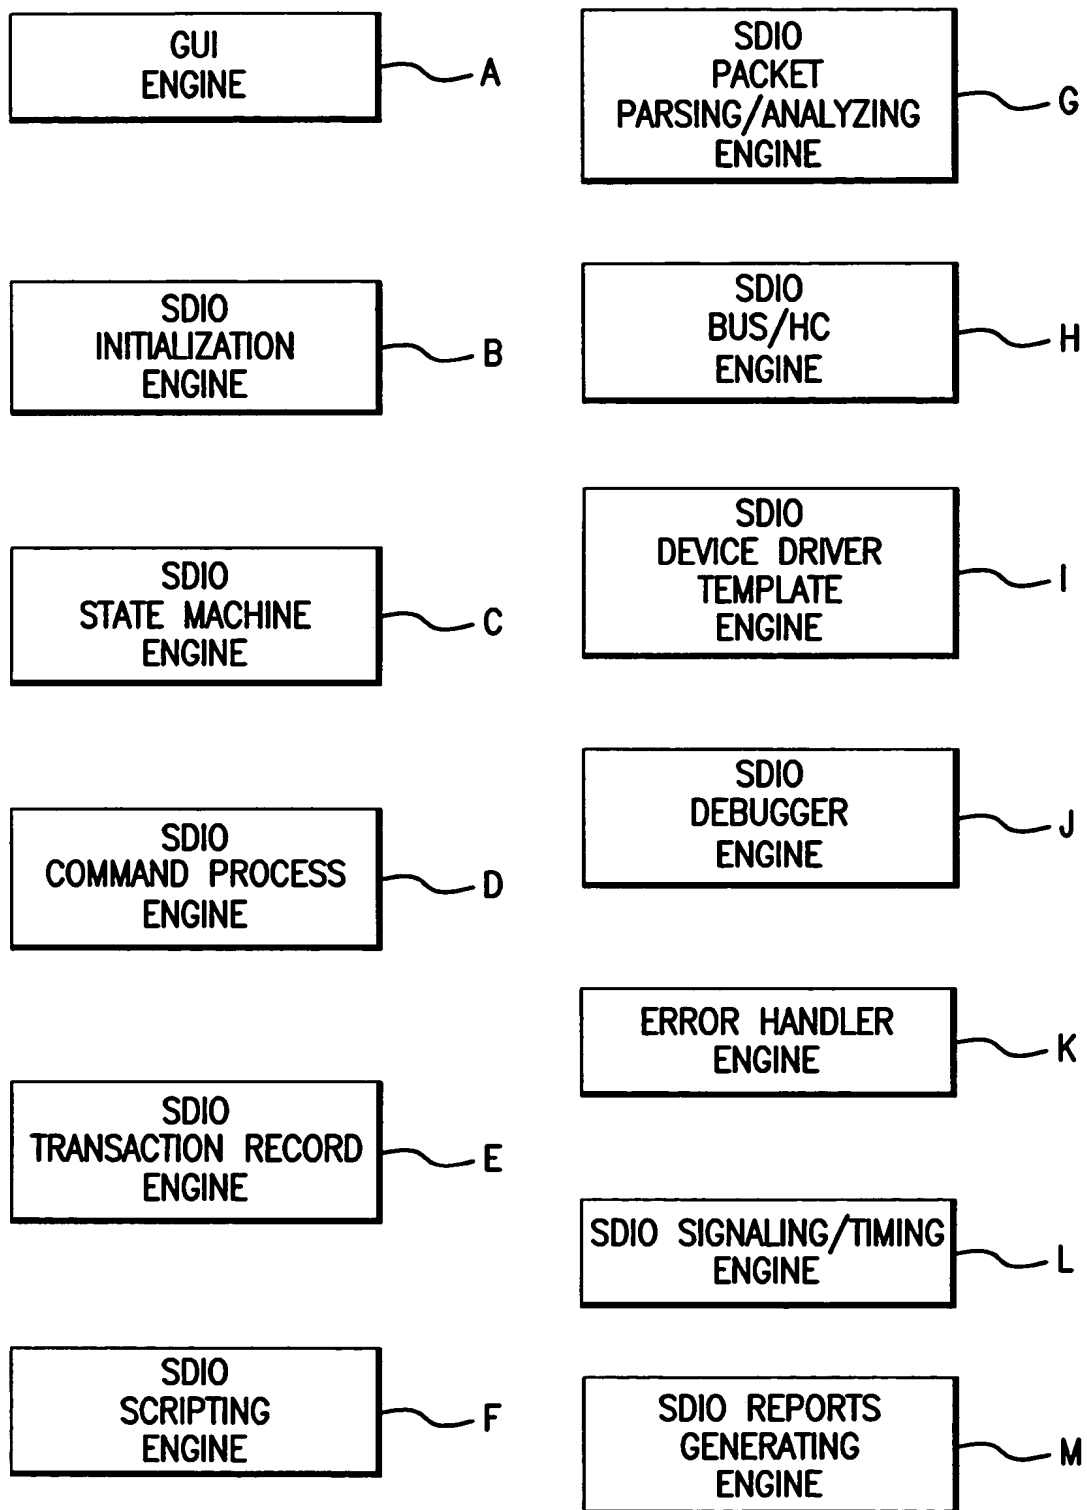 GUI
ENGINE
A
SDIO
INITIALIZATION
ENGINE
B
SDIO
STATE MACHINE
ENGINE
C
SDIO
COMMAND PROCESS
ENGINE
D
SDIO
TRANSACTION RECORD
ENGINE
E
SDIO
SCRIPTING
ENGINE
F
SDIO
PACKET
PARSING/ANALYZING
ENGINE
G
SDIO
BUS/HC
ENGINE
H
SDIO
DEVICE DRIVER
TEMPLATE
ENGINE
I
SDIO
DEBUGGER
ENGINE
J
ERROR HANDLER
ENGINE
K
SDIO SIGNALING/TIMING
ENGINE
L
SDIO REPORTS
GENERATING
ENGINE
M